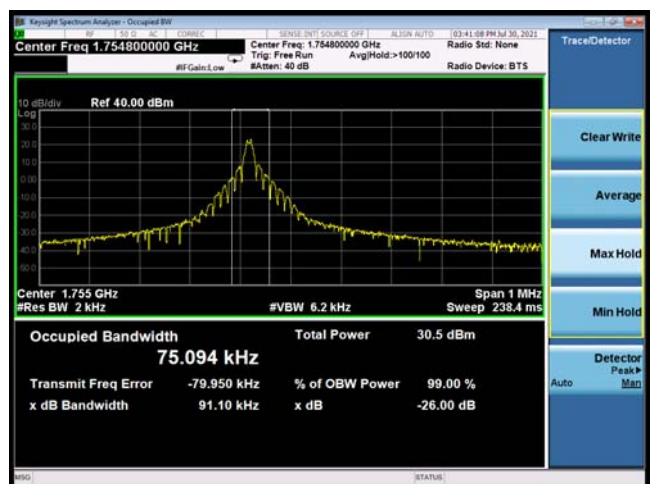 Keysight Spectrum Analyzer - Occupied BW
RF 50 Ω AC CORREC SENSE:INT SOURCE OFF ALIGN AUTO 03:41:08 PM Jul 30, 2021
Center Freq 1.754800000 GHz
Center Freq: 1.754800000 GHz
Radio Std: None
Trig: Free Run Avg|Hold:>100/100
#IFGain:Low #Atten: 40 dB Radio Device: BTS
10 dB/div Ref 40.00 dBm
Log
30.0
20.0
10.0
0.00
-10.0
-20.0
-30.0
-40.0
-50.0
Center 1.755 GHz Span 1 MHz
#Res BW 2 kHz #VBW 6.2 kHz Sweep 238.4 ms
Occupied Bandwidth Total Power 30.5 dBm
75.094 kHz
Transmit Freq Error -79.950 kHz % of OBW Power 99.00 %
x dB Bandwidth 91.10 kHz x dB -26.00 dB
MSG STATUS
Trace/Detector
Clear Write
Average
Max Hold
Min Hold
Detector
Peak▶
Auto Man